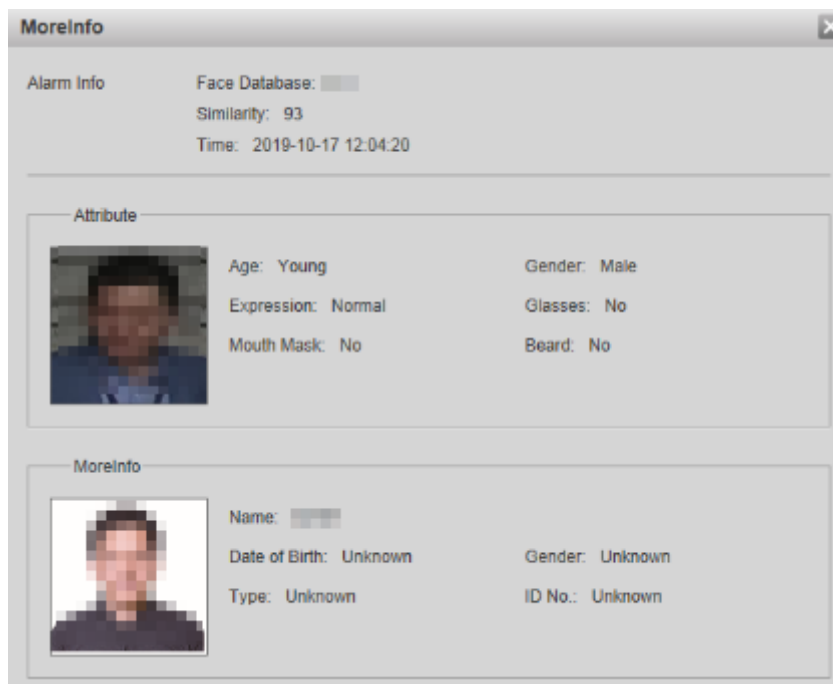 MoreInfo
Alarm Info
Face Database:
Similarity: 93
Time: 2019-10-17 12:04:20
Attribute
Age: Young Gender: Male
Expression: Normal Glasses: No
Mouth Mask: No Beard: No
MoreInfo
Name:
Date of Birth: Unknown Gender: Unknown
Type: Unknown ID No.: Unknown